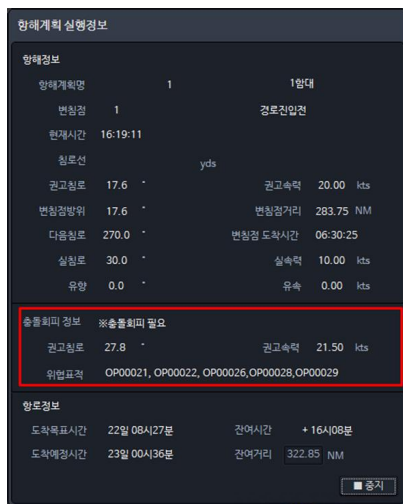 항해계획 실행정보
항해정보
항해계획명 1 1항대
변침점 1 경로진입전
현재시간 16:19:11
침로선 yds
권고침로 17.6 ˚ 권고속력 20.00 kts
변침점방위 17.6 ˚ 변침점거리 283.75 NM
다음침로 270.0 ˚ 변침점 도착시간 06:30:25
실침로 30.0 ˚ 실속력 10.00 kts
유향 0.0 ˚ 유속 0.00 kts
충돌회피 정보 ※충돌회피 필요
권고침로 27.8 ˚ 권고속력 21.50 kts
위협표적 OP00021, OP00022, OP00026,OP00028,OP00029
항로정보
도착목표시간 22일 08시27분 잔여시간 + 16시08분
도착예정시간 23일 00시36분 잔여거리 322.85 NM
■ 중지